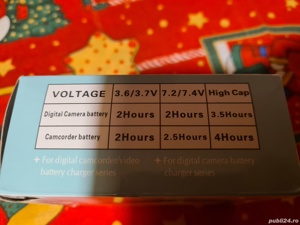 VOLTAGE 3.6/3.7V 7.2/7.4V High Cap
Digital Camera battery 2Hours 2Hours 3.5Hours
Camcorder battery 2Hours 2.5Hours 4Hours
+ For digital camcorder/video + For digital camera battery
battery charger series charger series
publi24.ro